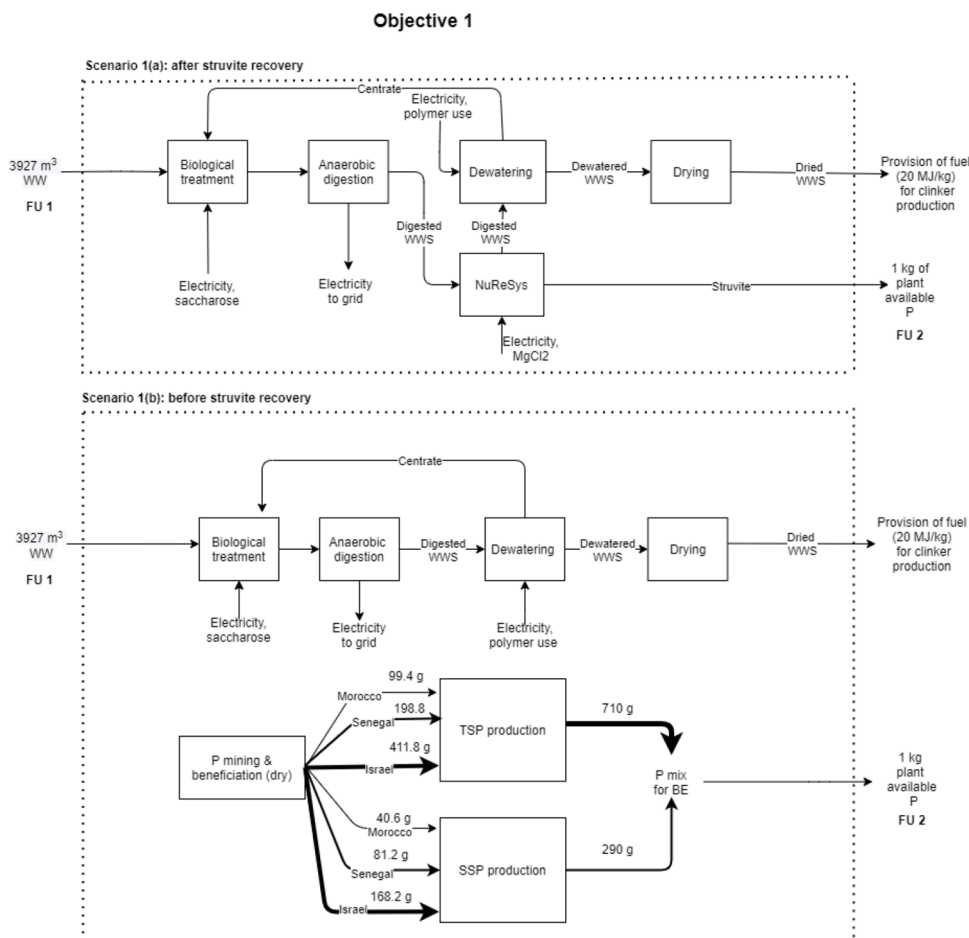 Objective 1
Scenario 1(a): after struvite recovery
Centrate
Electricity,
polymer use
3927 m³
WW
FU 1
Biological
treatment
Anaerobic
digestion
Dewatering
Dewatered
WWS
Drying
Dried
WWS
Provision of fuel
(20 MJ/kg)
for clinker
production
Digested
WWS
Digested
WWS
Electricity,
saccharose
Electricity
to grid
NuReSys
Struvite
1 kg of
plant
available
P
FU 2
Electricity,
MgCl2
Scenario 1(b): before struvite recovery
Centrate
3927 m³
WW
FU 1
Biological
treatment
Anaerobic
digestion
Digested
WWS
Dewatering
Dewatered
WWS
Drying
Dried
WWS
Provision of fuel
(20 MJ/kg)
for clinker
production
Electricity,
saccharose
Electricity
to grid
Electricity,
polymer use
99.4 g
Morocco
198.8
Senegal
411.8 g
Israel
TSP production
710 g
P mining &
beneficiation (dry)
P mix
for BE
1 kg
plant
available
P
FU 2
40.6 g
Morocco
81.2 g
Senegal
168.2 g
Israel
SSP production
290 g